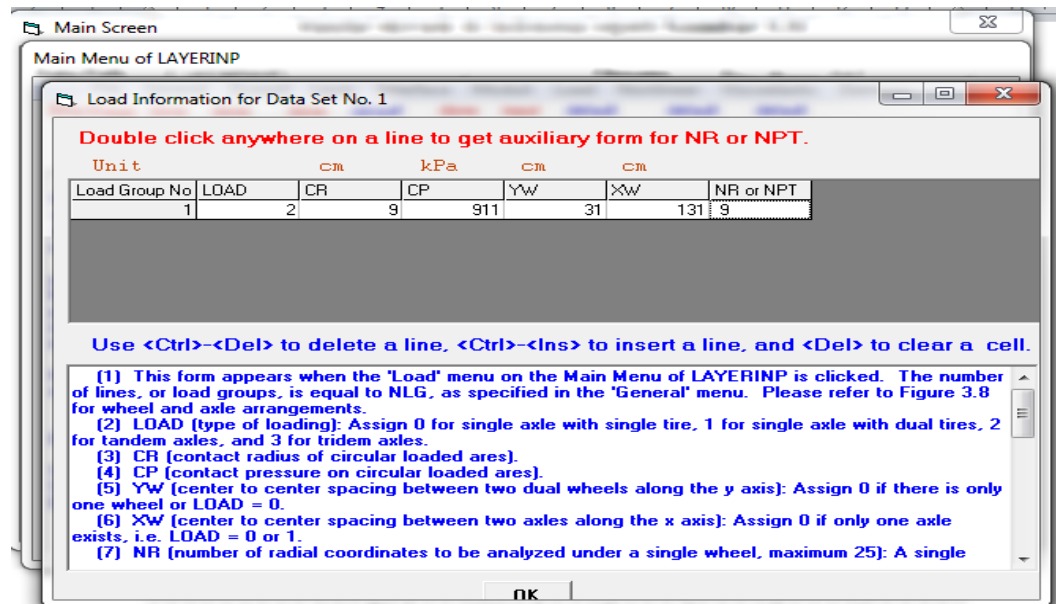 Main Screen
Main Menu of LAYERINP
Load Information for Data Set No. 1
Double click anywhere on a line to get auxiliary form for NR or NPT.
Unit cm kPa cm cm
Load Group No LOAD CR CP YW XW NR or NPT
1 2 9 911 31 131 9
Use <Ctrl>-<Del> to delete a line, <Ctrl>-<Ins> to insert a line, and <Del> to clear a cell.
(1) This form appears when the 'Load' menu on the Main Menu of LAYERINP is clicked. The number
of lines, or load groups, is equal to NLG, as specified in the 'General' menu. Please refer to Figure 3.8
for wheel and axle arrangements.
(2) LOAD (type of loading): Assign 0 for single axle with single tire, 1 for single axle with dual tires, 2
for tandem axles, and 3 for tridem axles.
(3) CR (contact radius of circular loaded ares).
(4) CP (contact pressure on circular loaded ares).
(5) YW (center to center spacing between two dual wheels along the y axis): Assign 0 if there is only
one wheel or LOAD = 0.
(6) XW (center to center spacing between two axles along the x axis): Assign 0 if only one axle
exists, i.e. LOAD = 0 or 1.
(7) NR (number of radial coordinates to be analyzed under a single wheel, maximum 25): A single
OK